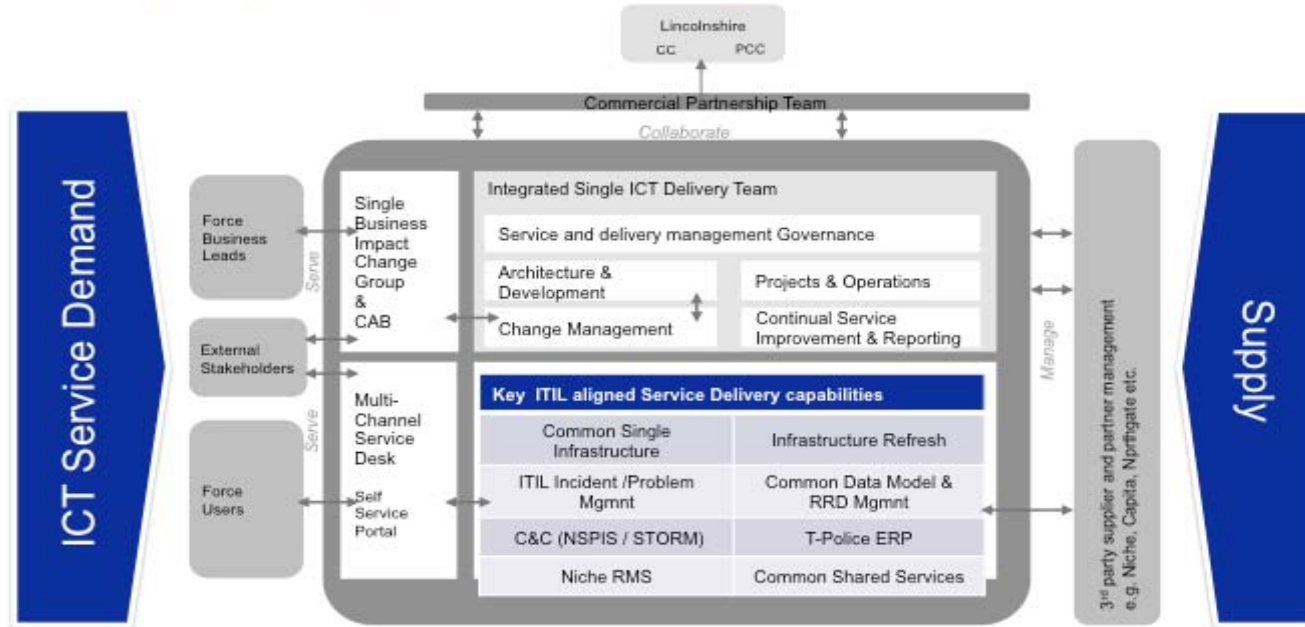 Lincolnshire
CC PCC
Commercial Partnership Team
Collaborate
ICT Service Demand
Force
Business
Leads
External
Stakeholders
Force
Users
Serve
Serve
Single
Business
Impact
Change
Group
&
CAB
Multi-
Channel
Service
Desk
Self
Service
Portal
Integrated Single ICT Delivery Team
Service and delivery management Governance
Architecture &
Development
Projects & Operations
Change Management
Continual Service
Improvement & Reporting
Key ITIL aligned Service Delivery capabilities
Common Single
Infrastructure
Infrastructure Refresh
ITIL Incident /Problem
Mgmnt
Common Data Model &
RRD Mgmnt
C&C (NSPIS / STORM)
T-Police ERP
Niche RMS
Common Shared Services
Manage
3rd party supplier and partner management
e.g. Niche, Capita, Nprthgate etc.
Supply